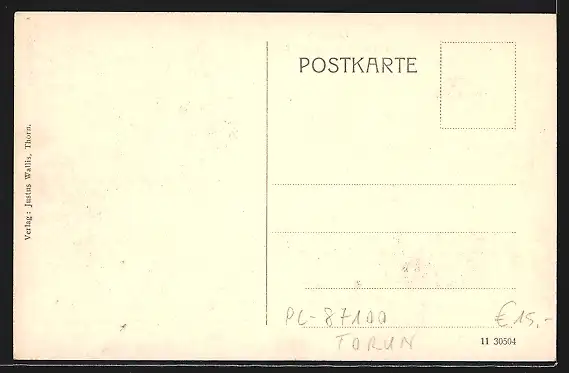 POSTKARTE
Verlag: Justus Wallis, Thorn.
PL-87100 €15,-
TORUN
11 30504